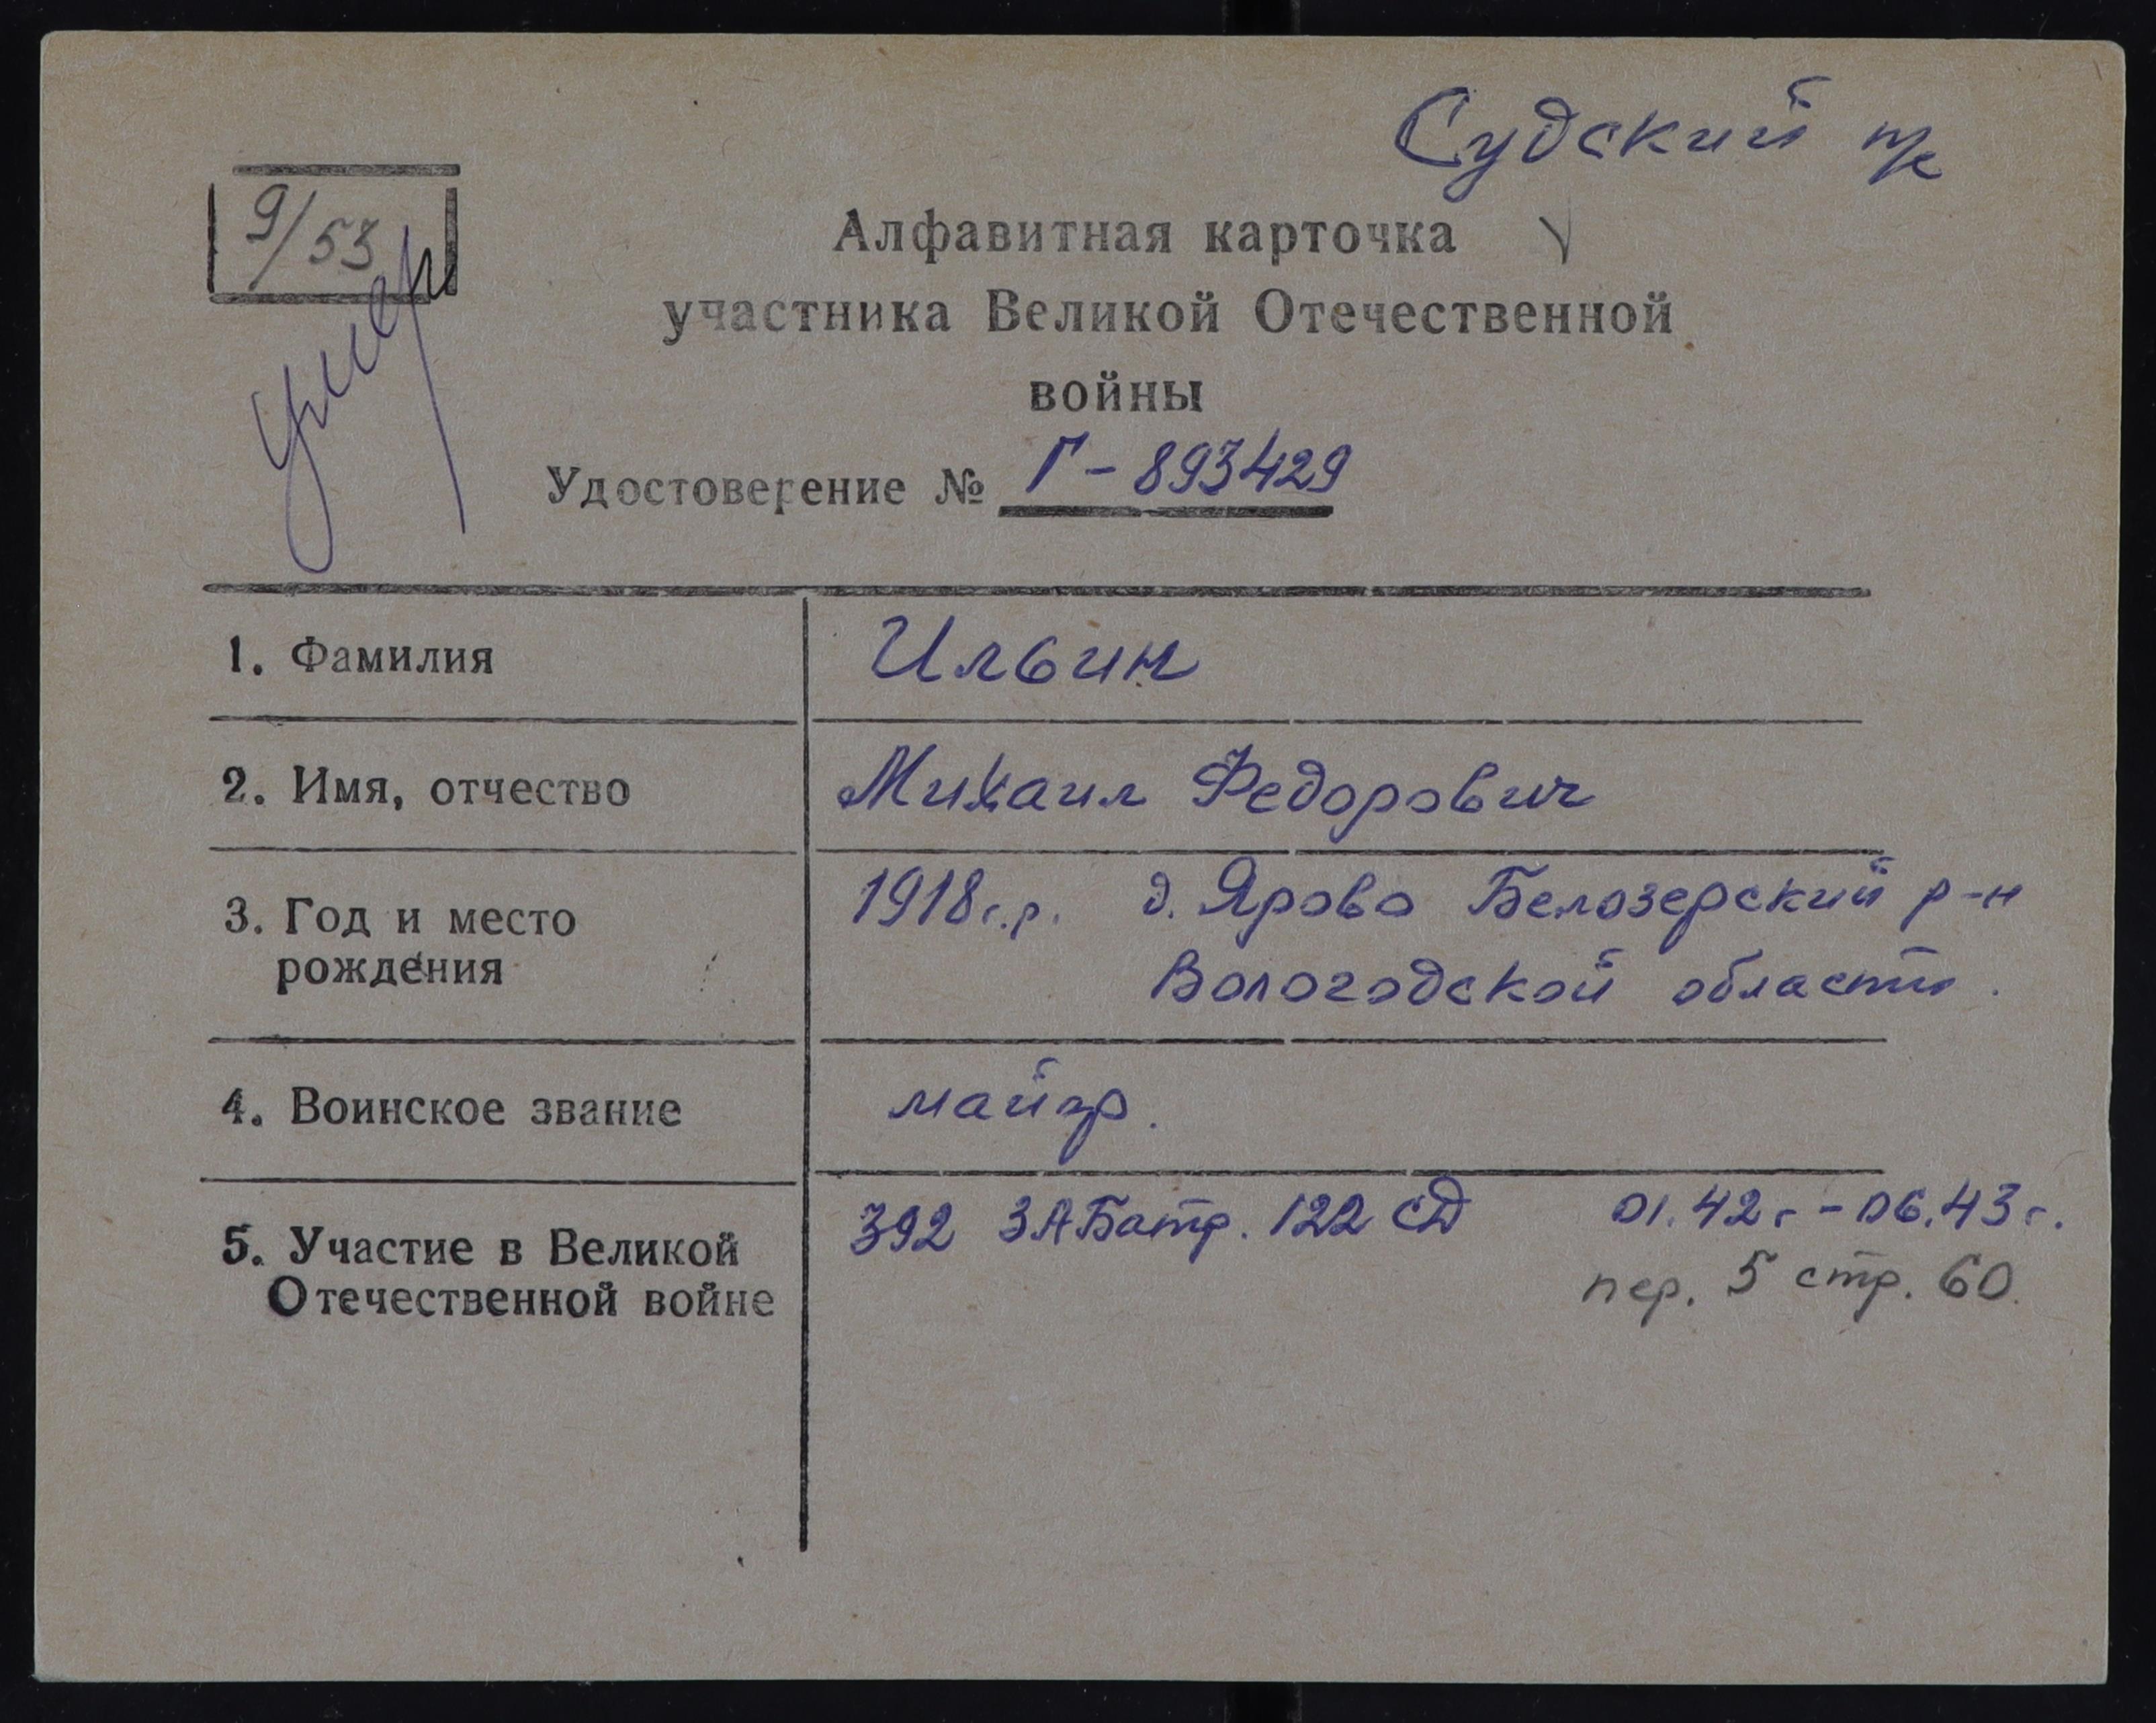 Судский п/к
9/53
умер
Алфавитная карточка
участника Великой Отечественной
войны
Удостоверение № Г-893429
1. Фамилия Ильин
2. Имя, отчество Михаил Федорович
3. Год и место рождения 1918 г.р. д. Ярово Белозерский р-н
Вологодской области.
4. Воинское звание майор.
5. Участие в Великой Отечественной войне 392 ЗАБатр. 122 СД 01.42г - 06.43г.
пер. 5 стр. 60.